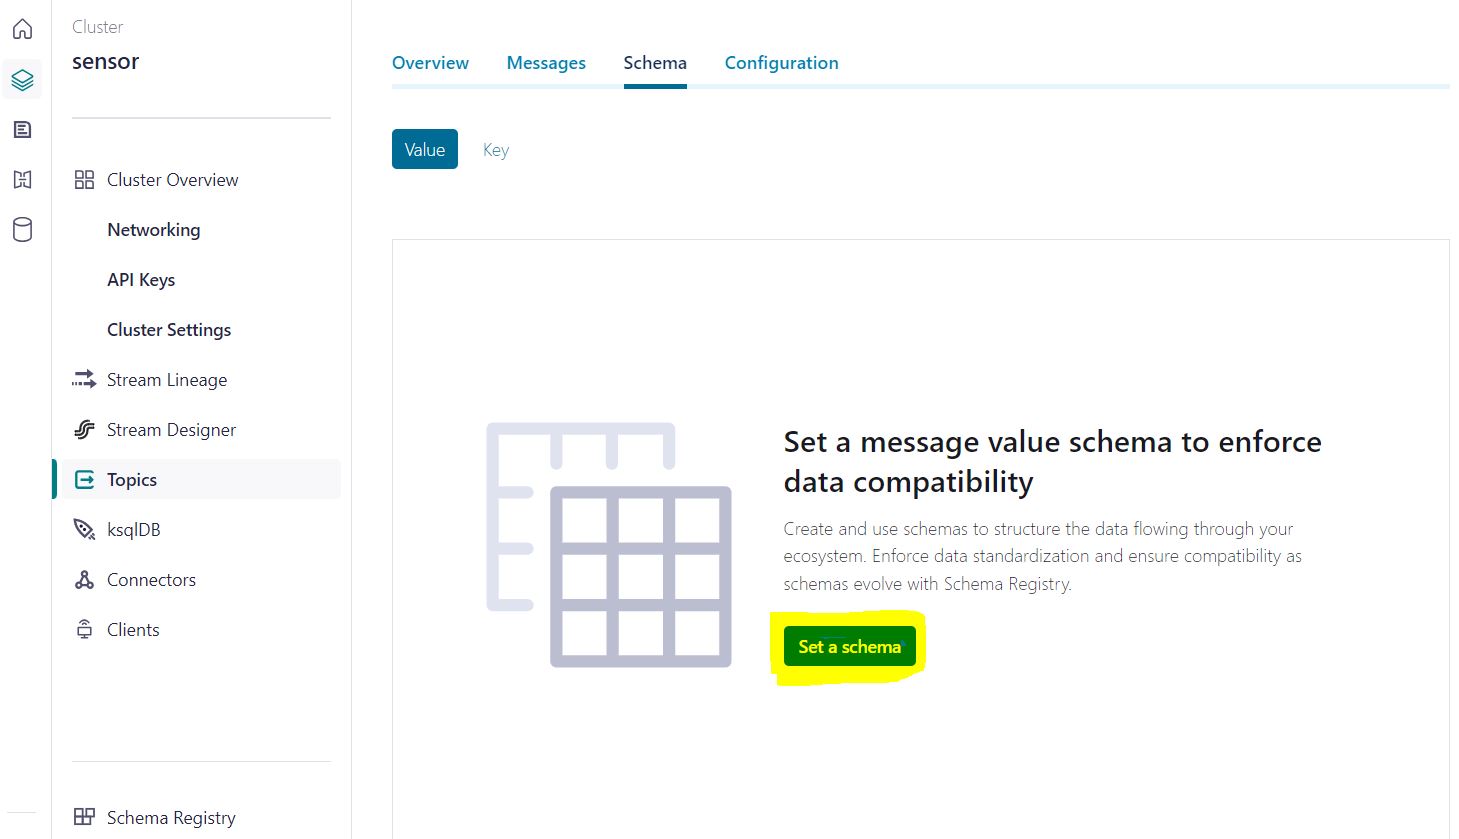 Cluster
sensor
Cluster Overview
Networking
API Keys
Cluster Settings
Stream Lineage
Stream Designer
Topics
ksqlDB
Connectors
Clients
Schema Registry
Overview
Messages
Schema
Configuration
Value
Key
Set a message value schema to enforce
data compatibility
Create and use schemas to structure the data flowing through your
ecosystem. Enforce data standardization and ensure compatibility as
schemas evolve with Schema Registry.
Set a schema